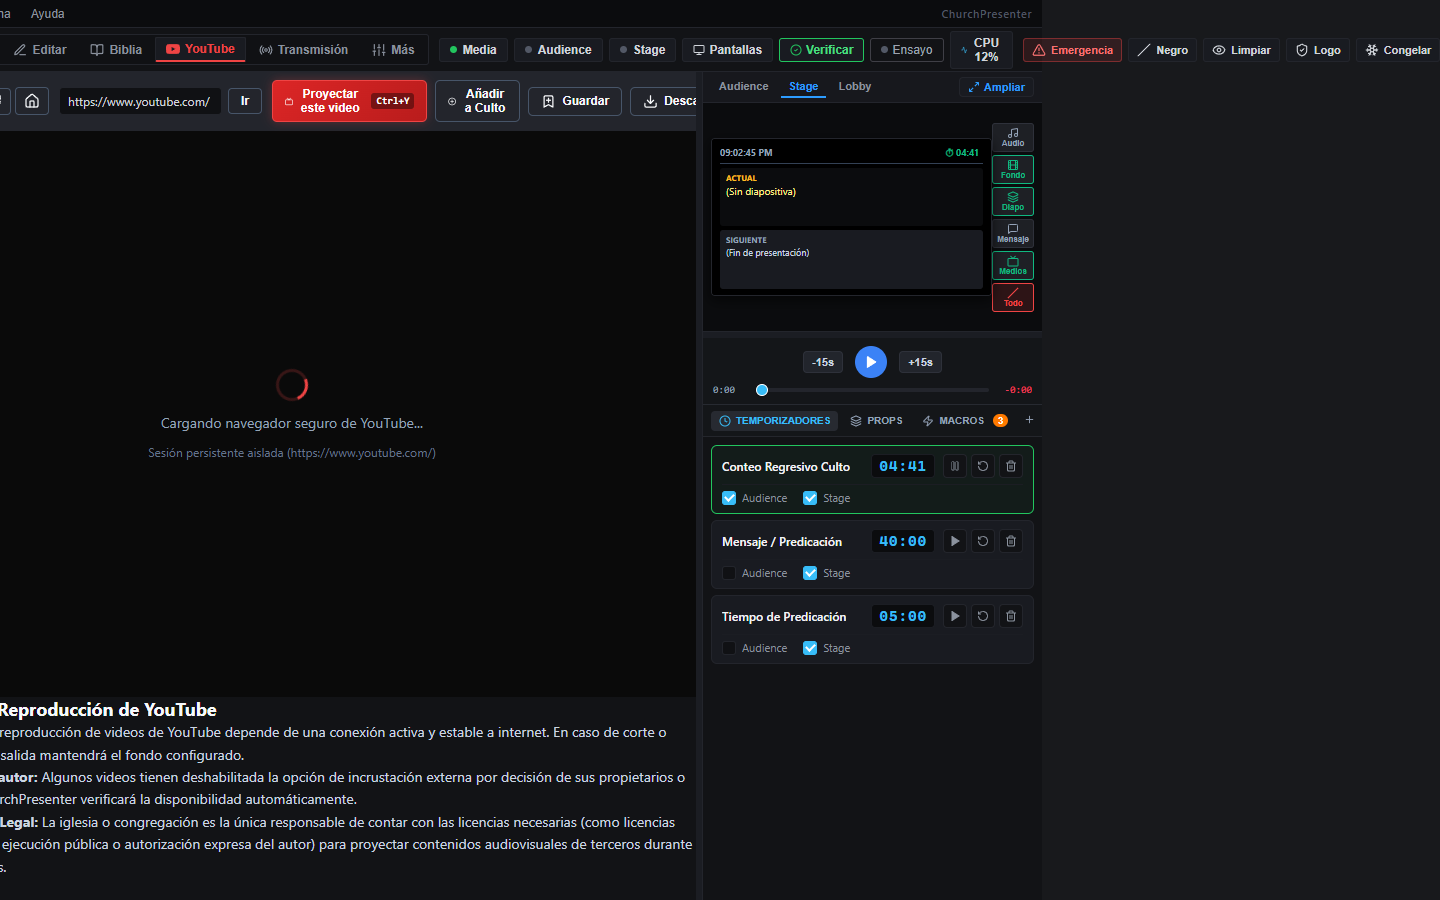 na Ayuda
ChurchPresenter
Editar Biblia YouTube Transmisión Más Media Audience Stage Pantallas Verificar Ensayo CPU 12% Emergencia Negro Limpiar Logo Congelar
https://www.youtube.com/ Ir Proyectar este video Ctrl+Y Añadir a Culto Guardar Desca
Audience Stage Lobby Ampliar
09:02:45 PM 04:41
ACTUAL
(Sin diapositiva)
SIGUIENTE
(Fin de presentación)
Audio
Fondo
Diapo
Mensaje
Medios
Todo
-15s +15s
0:00 -0:00
Cargando navegador seguro de YouTube...
Sesión persistente aislada (https://www.youtube.com/)
TEMPORIZADORES PROPS MACROS 3 +
Conteo Regresivo Culto 04:41
Audience Stage
Mensaje / Predicación 40:00
Audience Stage
Tiempo de Predicación 05:00
Audience Stage
Reproducción de YouTube
reproducción de videos de YouTube depende de una conexión activa y estable a internet. En caso de corte o
salida mantendrá el fondo configurado.
autor: Algunos videos tienen deshabilitada la opción de incrustación externa por decisión de sus propietarios o
rchPresenter verificará la disponibilidad automáticamente.
Legal: La iglesia o congregación es la única responsable de contar con las licencias necesarias (como licencias
ejecución pública o autorización expresa del autor) para proyectar contenidos audiovisuales de terceros durante
s.